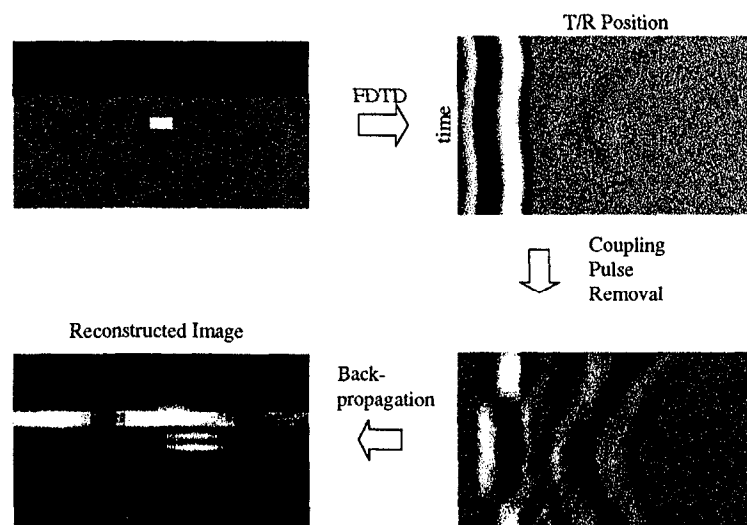 T/R Position
FDTD
time
Coupling
Pulse
Removal
Reconstructed Image
Back-
propagation